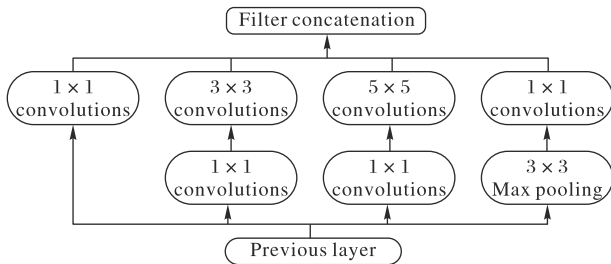 Filter concatenation
1 × 1
convolutions
3 × 3
convolutions
5 × 5
convolutions
1 × 1
convolutions
1 × 1
convolutions
1 × 1
convolutions
3 × 3
Max pooling
Previous layer